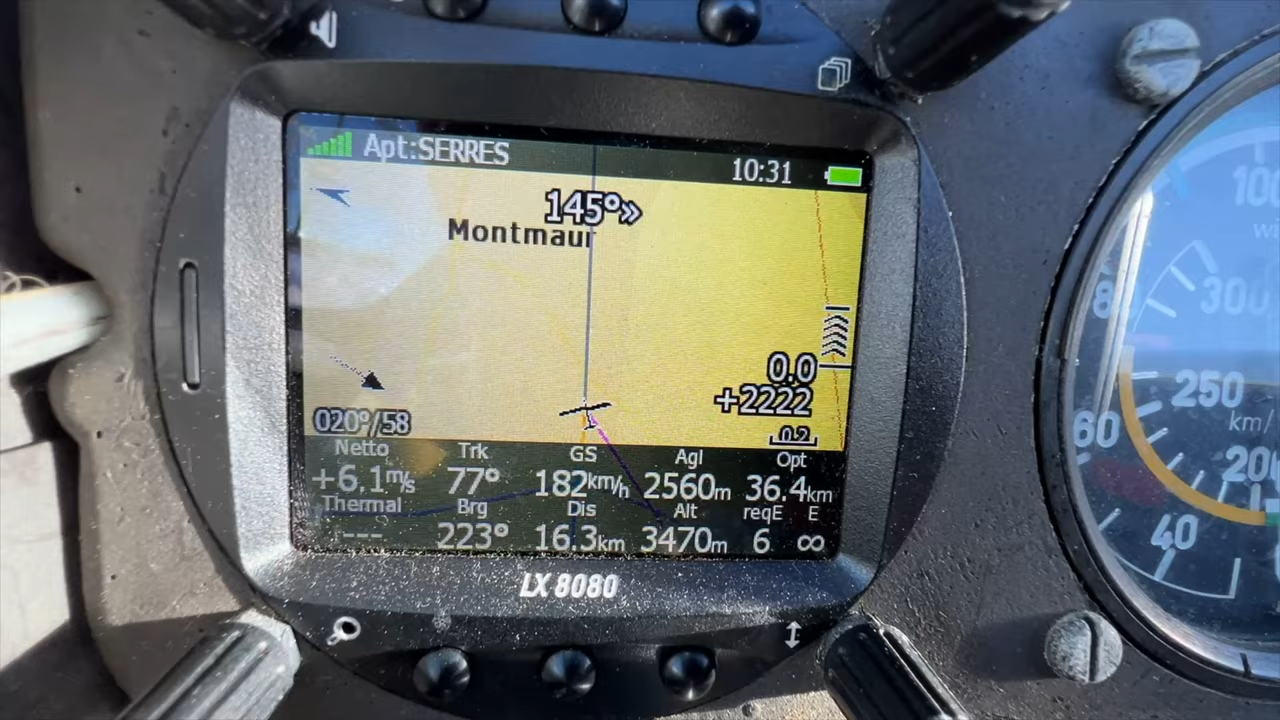 Apt:SERRES 10:31
145°»
Montmaur
0.0
+2222
020°/58 0.2
Netto Trk GS Agl Opt
+6.1m/s 77° 182km/h 2560m 36.4km
Thermal Brg Dis Alt reqE E
--- 223° 16.3km 3470m 6 ∞
LX 8080
100
300
80
250
km/h
60
200
40